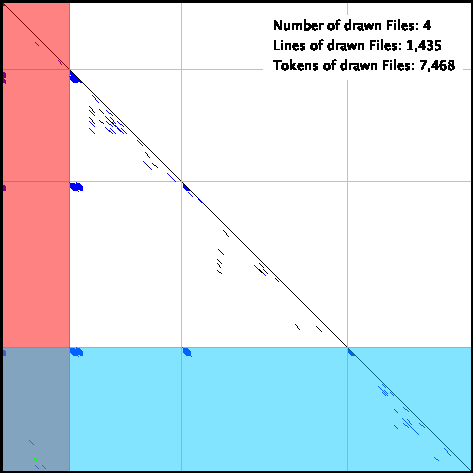 Number of drawn Files: 4
Lines of drawn Files: 1,435
Tokens of drawn Files: 7,468